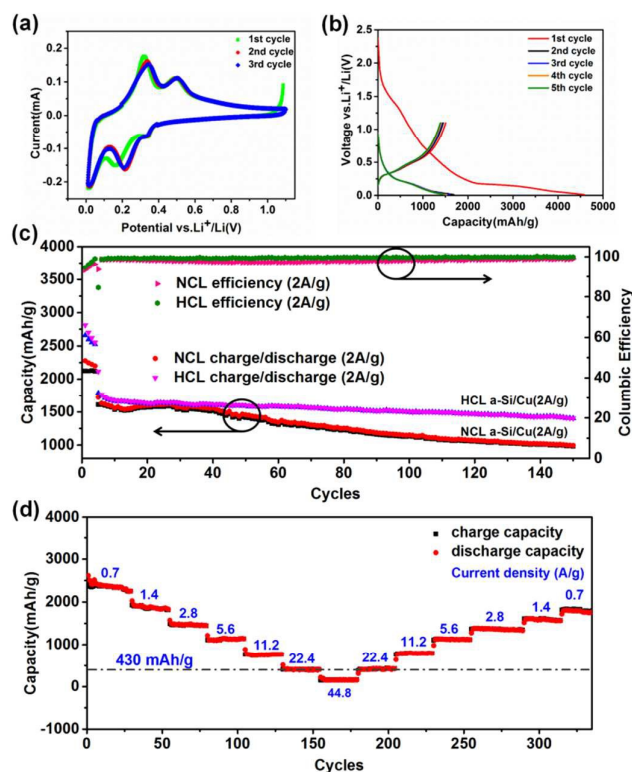 (a)
1st cycle
2nd cycle
3rd cycle
0.2
0.1
0.0
-0.1
-0.2
Current(mA)
0.0 0.2 0.4 0.6 0.8 1.0
Potential vs.Li+/Li(V)
(b)
1st cycle
2nd cycle
3rd cycle
4th cycle
5th cycle
2.5
2.0
1.5
1.0
0.5
0.0
Voltage vs.Li+/Li(V)
0 1000 2000 3000 4000 5000
Capacity(mAh/g)
(c)
4000
3750
3500
3250
3000
2750
2500
2250
2000
1750
1500
1250
1000
Capacity(mAh/g)
NCL efficiency (2A/g)
HCL efficiency (2A/g)
NCL charge/discharge (2A/g)
HCL charge/discharge (2A/g)
HCL a-Si/Cu(2A/g)
NCL a-Si/Cu(2A/g)
100
80
60
40
20
0
Columbic Efficiency
0 20 40 60 80 100 120 140
Cycles
(d)
4000
3000
2000
1000
0
-1000
Capacity(mAh/g)
charge capacity
discharge capacity
Current density (A/g)
0.7
1.4
2.8
5.6
11.2
22.4
44.8
22.4
11.2
5.6
2.8
1.4
0.7
430 mAh/g
0 50 100 150 200 250 300
Cycles